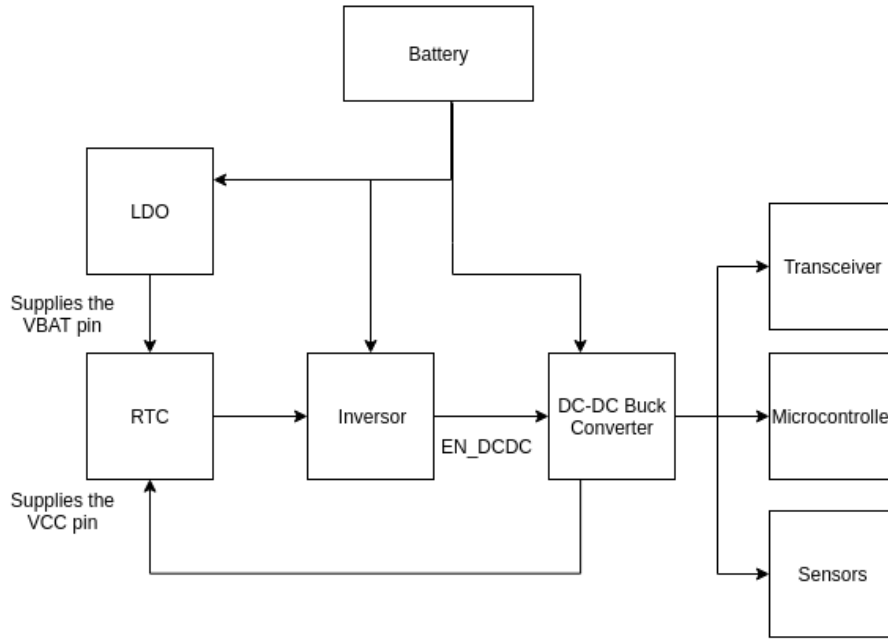 Battery
LDO
Transceiver
Supplies the
VBAT pin
RTC
Inversor
DC-DC Buck
Converter
Microcontrolle
EN_DCDC
Supplies the
VCC pin
Sensors